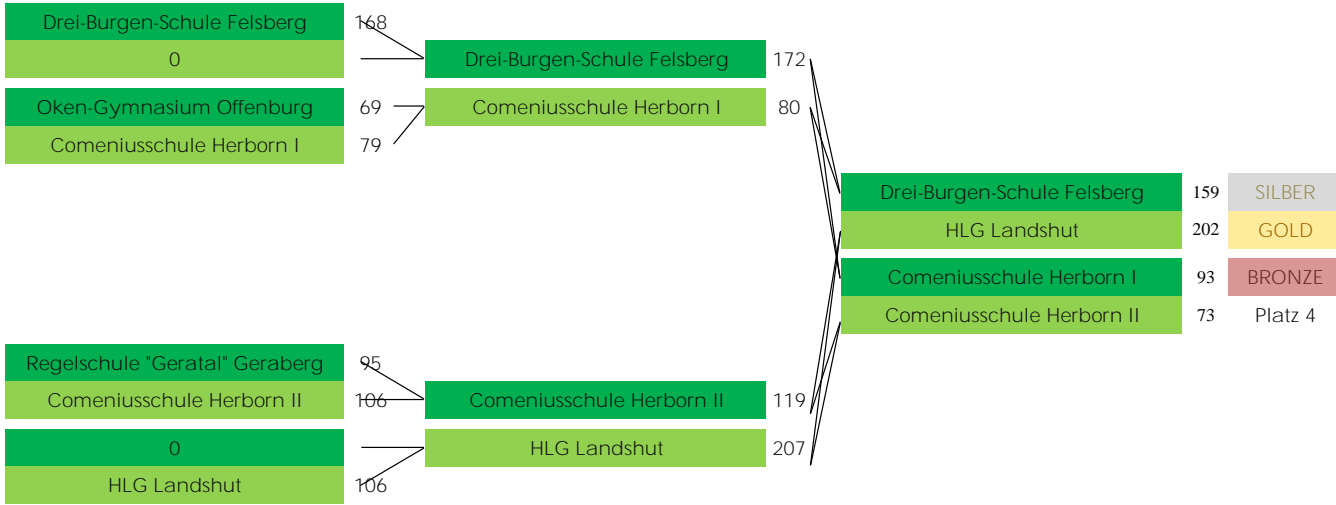 Drei-Burgen-Schule Felsberg 168
0
Drei-Burgen-Schule Felsberg 172
Oken-Gymnasium Offenburg 69
Comeniusschule Herborn I 80
Comeniusschule Herborn I 79
Drei-Burgen-Schule Felsberg 159 SILBER
HLG Landshut 202 GOLD
Comeniusschule Herborn I 93 BRONZE
Comeniusschule Herborn II 73 Platz 4
Regelschule "Geratal" Geraberg 95
Comeniusschule Herborn II 106
Comeniusschule Herborn II 119
0
HLG Landshut 207
HLG Landshut 106